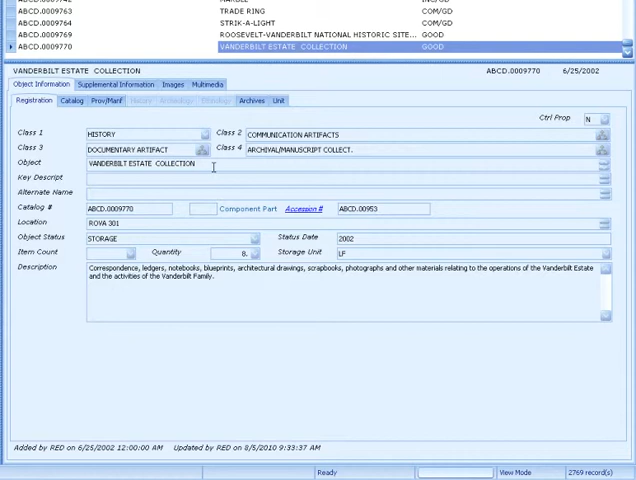 MARBLE INC/GD
ABCD.0009763 TRADE RING COM/GD
ABCD.0009764 STRIK-A-LIGHT COM/GD
ABCD.0009769 ROOSEVELT-VANDERBILT NATIONAL HISTORIC SITE... GOOD
ABCD.0009770 VANDERBILT ESTATE COLLECTION GOOD
VANDERBILT ESTATE COLLECTION ABCD.0009770 6/25/2002
Object Information Supplemental Information Images Multimedia
Registration Catalog Prov/Manf History Archaeology Ethnology Archives Unit
Ctrl Prop N
Class 1 HISTORY Class 2 COMMUNICATION ARTIFACTS
Class 3 DOCUMENTARY ARTIFACT Class 4 ARCHIVAL/MANUSCRIPT COLLECT.
Object VANDERBILT ESTATE COLLECTION
Key Descript
Alternate Name
Catalog # ABCD.0009770 Component Part Accession # ABCD.00953
Location ROVA 301
Object Status STORAGE Status Date 2002
Item Count Quantity 8. Storage Unit LF
Description Correspondence, ledgers, notebooks, blueprints, architectural drawings, scrapbooks, photographs and other materials relating to the operations of the Vanderbilt Estate
and the activities of the Vanderbilt Family.
Added by RED on 6/25/2002 12:00:00 AM Updated by RED on 8/5/2010 9:33:37 AM
Ready View Mode 2769 record(s)